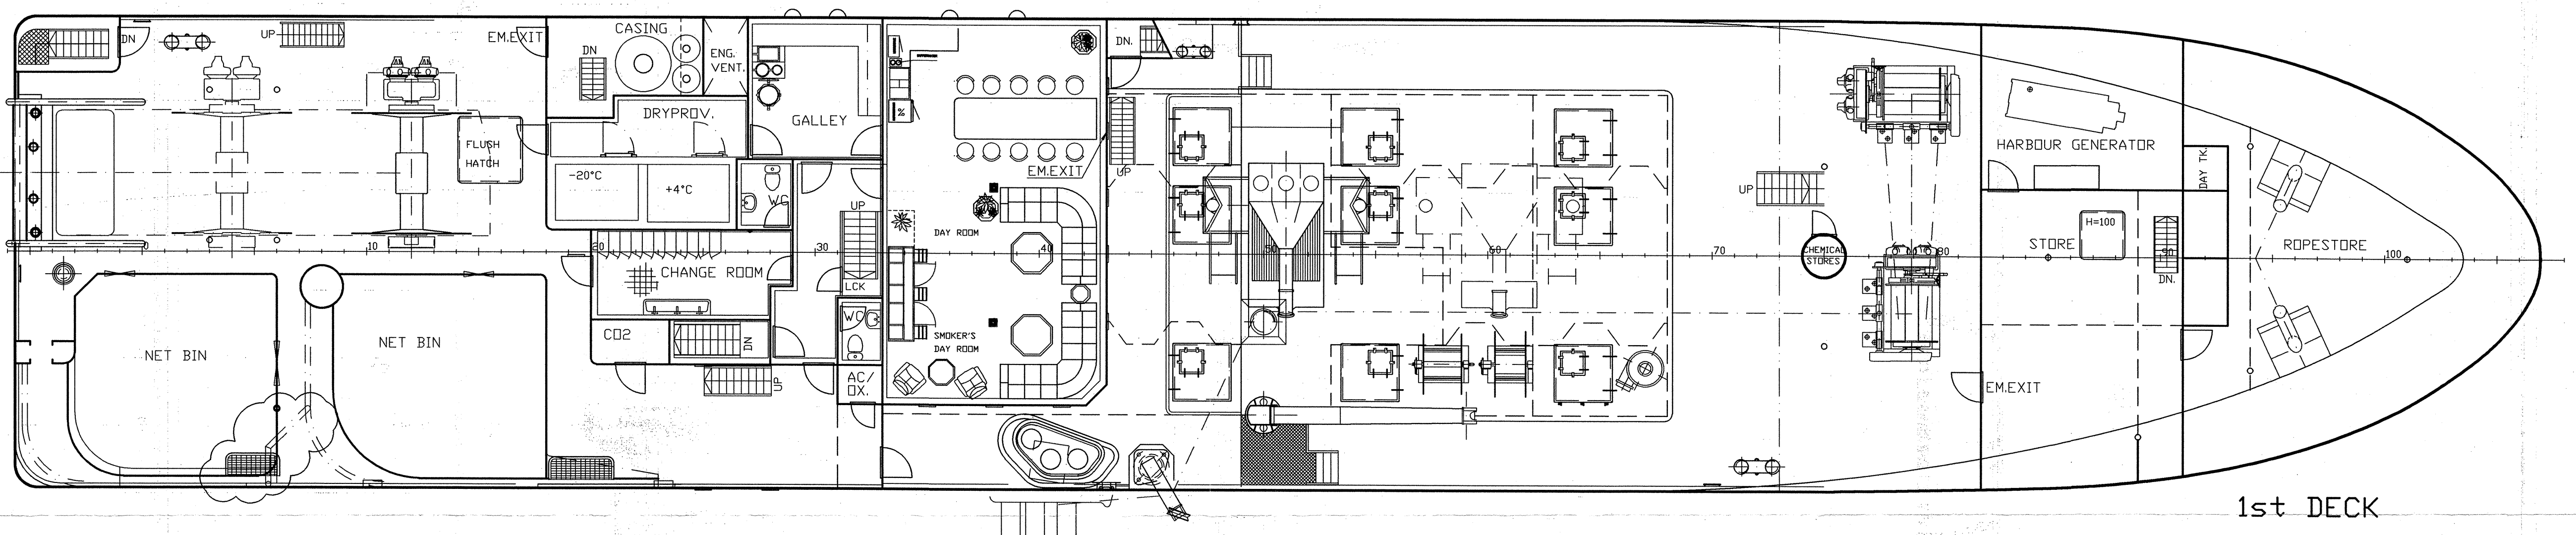 DN
UP
EM.EXIT
CASING
DN
ENG.
VENT.
DRYPROV.
GALLEY
FLUSH
HATCH
-20°C
+4°C
WC
%
EM.EXIT
DN.
UP
UP
DAY ROOM
10
20
30
40
50
60
70
80
90
100
CHANGE ROOM
UP
LCK
WC
CO2
DN
UP
SMOKER'S
DAY ROOM
AC/
OX.
NET BIN
NET BIN
CHEMICAL
STORES
HARBOUR GENERATOR
DAY TK.
H=100
STORE
DN.
ROPESTORE
EM.EXIT
1st DECK